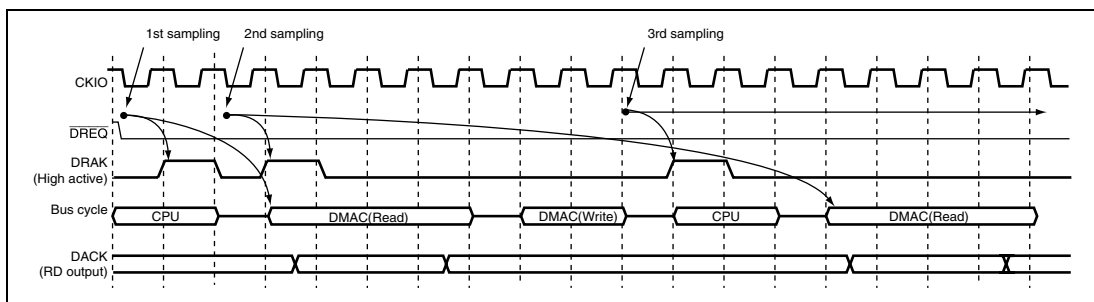 1st sampling 2nd sampling 3rd sampling
CKIO
DREQ
DRAK
(High active)
Bus cycle CPU DMAC(Read) DMAC(Write) CPU DMAC(Read)
DACK
(RD output)